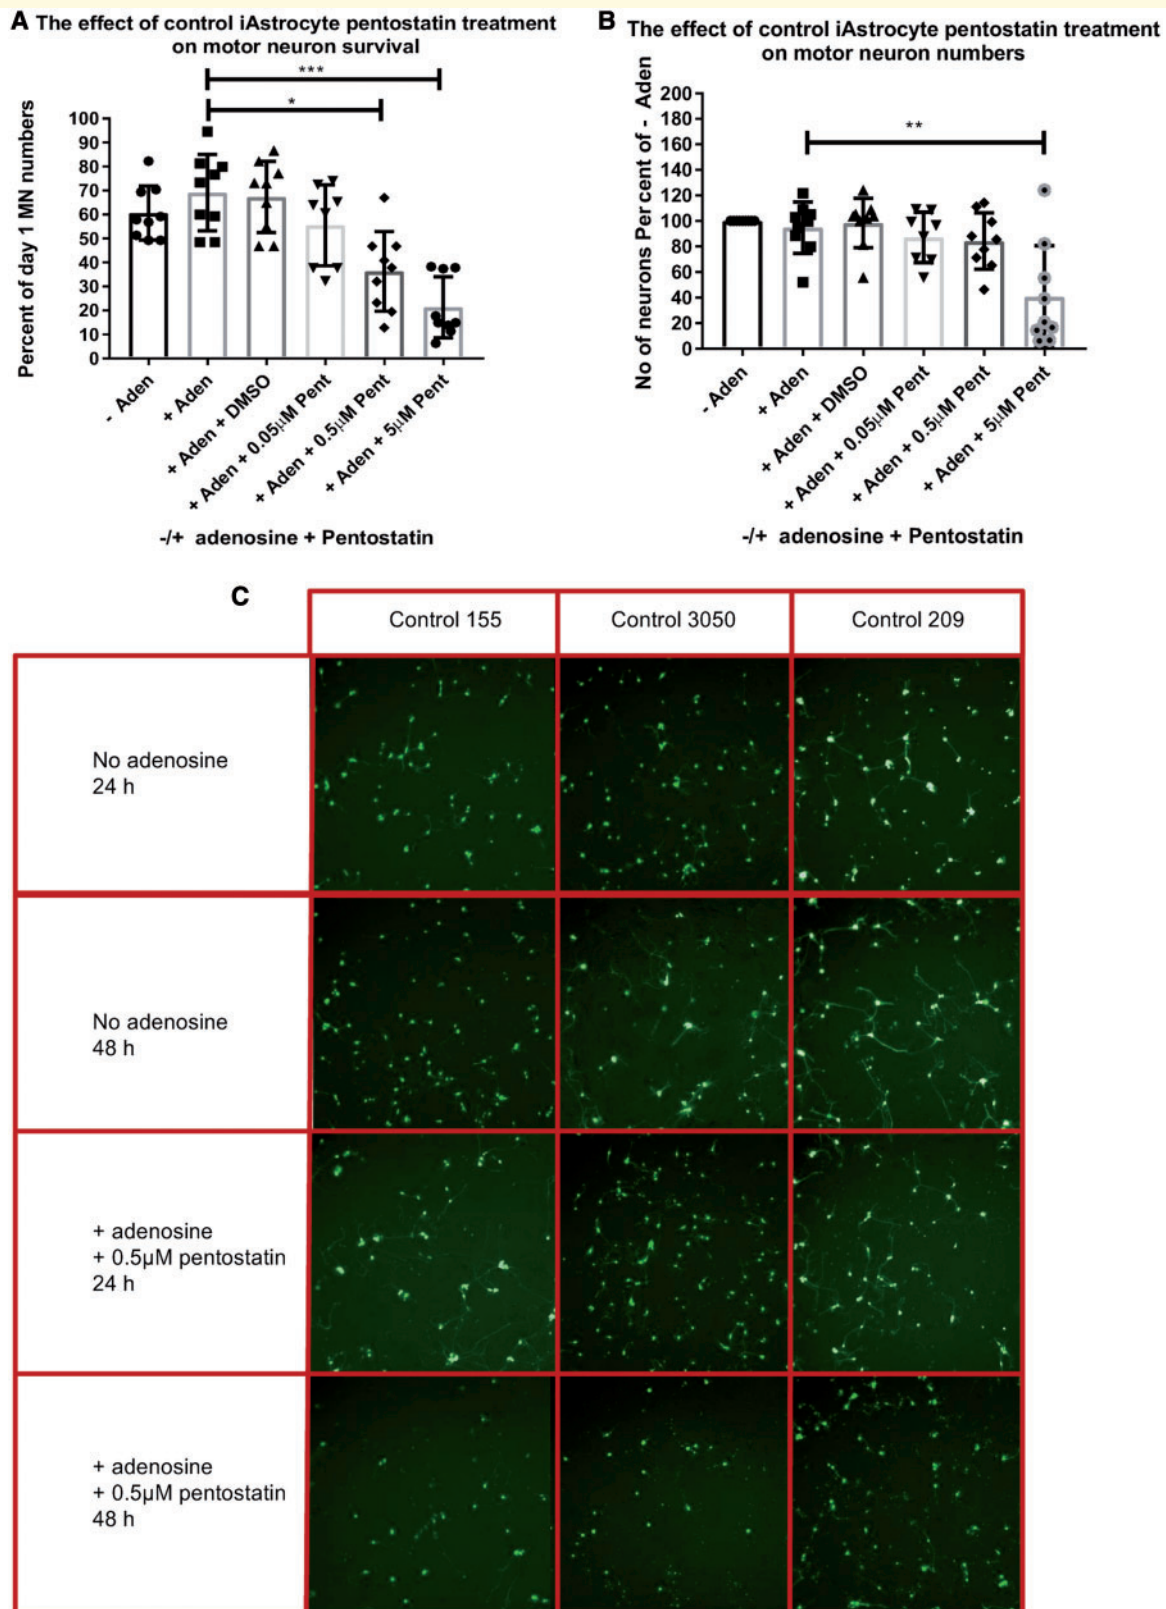 A The effect of control iAstrocyte pentostatin treatment
on motor neuron survival
***
*
Percent of day 1 MN numbers
100
90
80
70
60
50
40
30
20
10
0
- Aden
+ Aden
+ Aden + DMSO
+ Aden + 0.05μM Pent
+ Aden + 0.5μM Pent
+ Aden + 5μM Pent
-/+ adenosine + Pentostatin
B The effect of control iAstrocyte pentostatin treatment
on motor neuron numbers
**
No of neurons Percent of - Aden
200
180
160
140
120
100
80
60
40
20
0
- Aden
+ Aden
+ Aden + DMSO
+ Aden + 0.05μM Pent
+ Aden + 0.5μM Pent
+ Aden + 5μM Pent
-/+ adenosine + Pentostatin
C
Control 155 Control 3050 Control 209
No adenosine
24 h
No adenosine
48 h
+ adenosine
+ 0.5μM pentostatin
24 h
+ adenosine
+ 0.5μM pentostatin
48 h